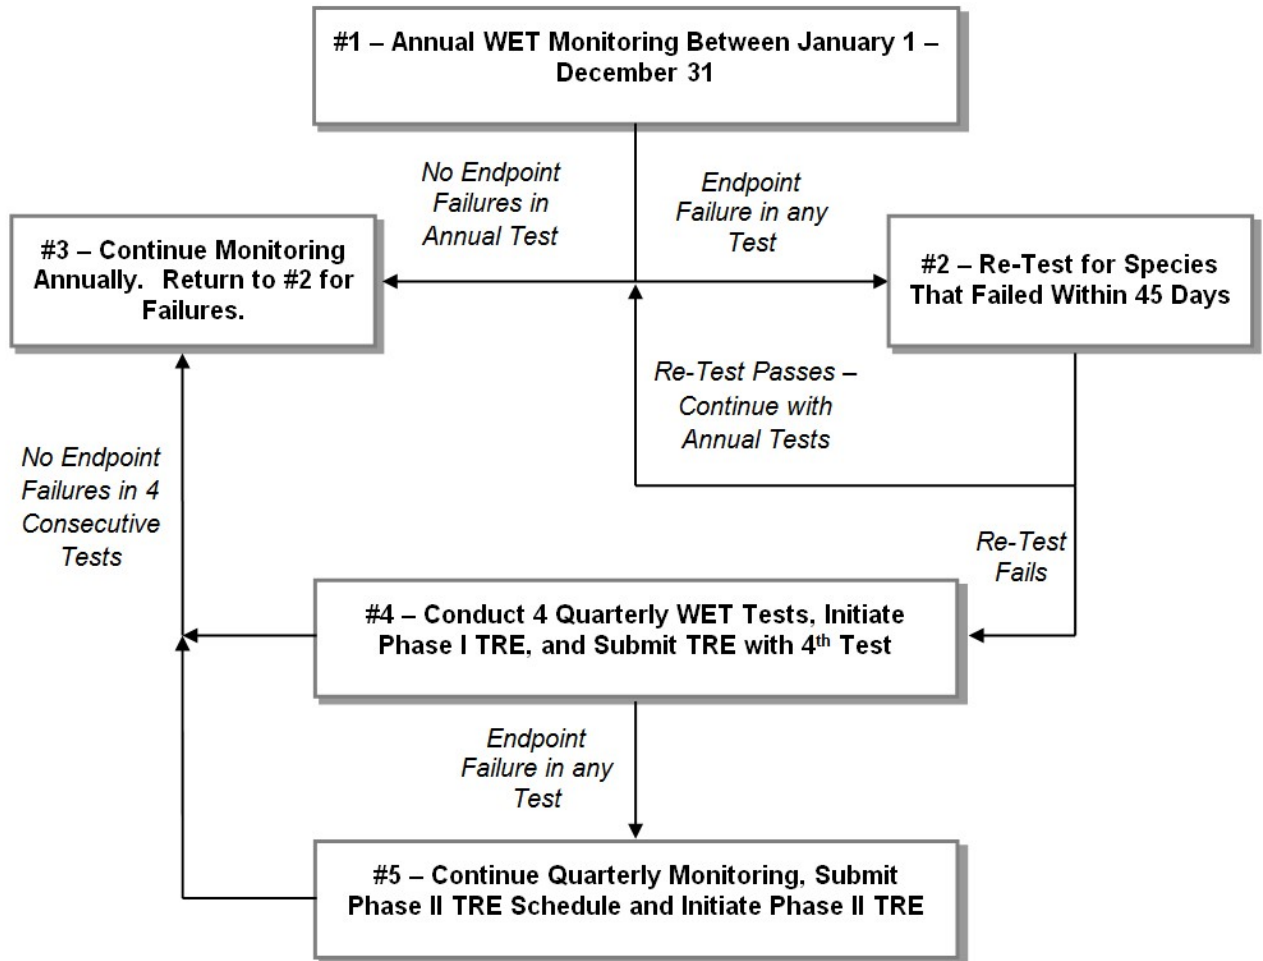 #1 – Annual WET Monitoring Between January 1 –
December 31
No Endpoint
Failures in
Annual Test
Endpoint
Failure in any
Test
#3 – Continue Monitoring
Annually.  Return to #2 for
Failures.
#2 – Re-Test for Species
That Failed Within 45 Days
Re-Test Passes –
Continue with
Annual Tests
No Endpoint
Failures in 4
Consecutive
Tests
Re-Test
Fails
#4 – Conduct 4 Quarterly WET Tests, Initiate
Phase I TRE, and Submit TRE with 4th Test
Endpoint
Failure in any
Test
#5 – Continue Quarterly Monitoring, Submit
Phase II TRE Schedule and Initiate Phase II TRE